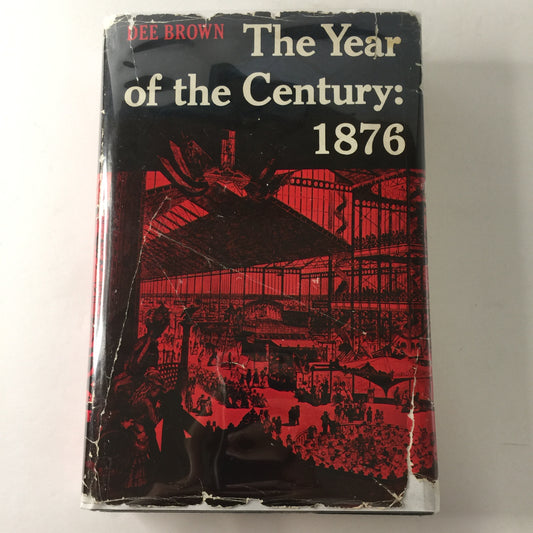 DEE BROWN The Year
of the Century:
1876